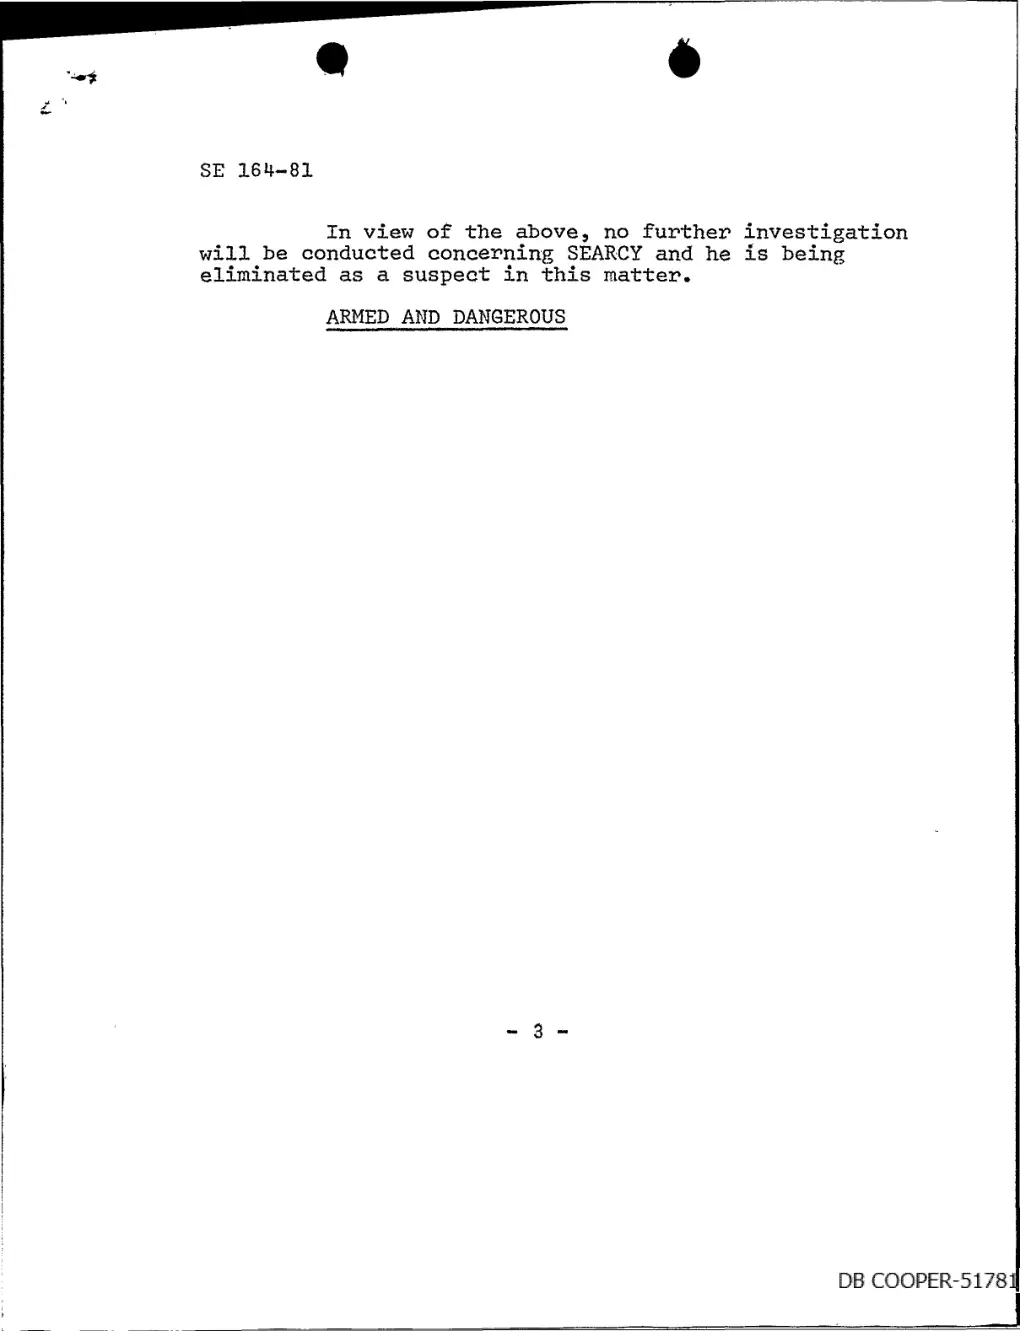 SE 164-81
In view of the above, no further investigation
will be conducted concerning SEARCY and he is being
eliminated as a suspect in this matter.
ARMED AND DANGEROUS
- 3 -
DB COOPER-51781